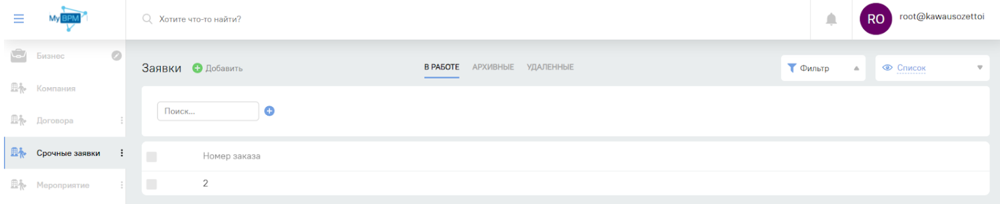 MyBPM
Хотите что-то найти?
RO
root@kawausozettoi
Бизнес
Компания
Договора
Срочные заявки
Мероприятие
Заявки
Добавить
В РАБОТЕ АРХИВНЫЕ УДАЛЕННЫЕ
Фильтр
Список
Поиск...
Номер заказа
2